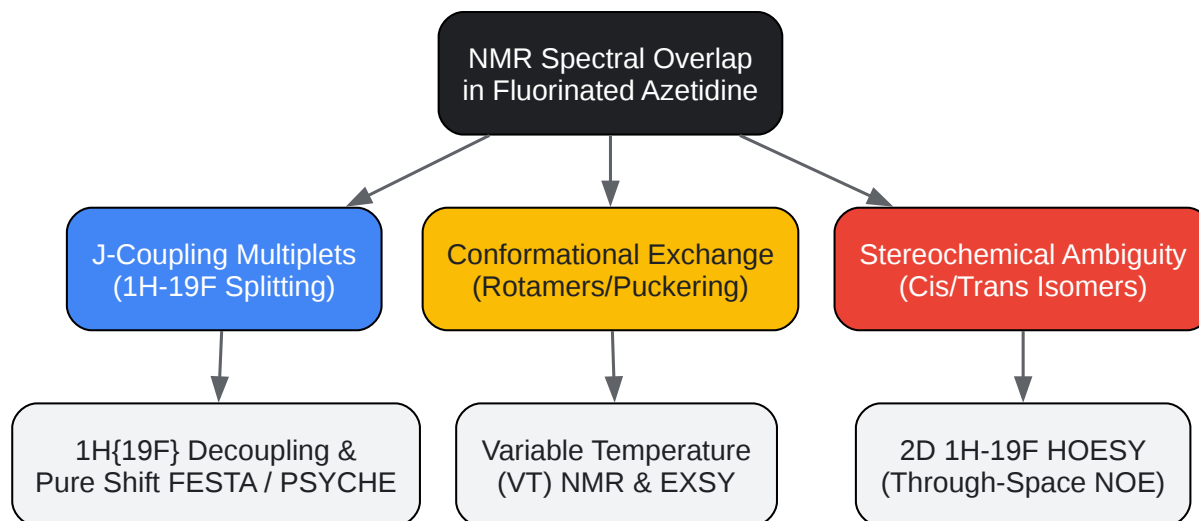 NMR Spectral Overlap
in Fluorinated Azetidine
J-Coupling Multiplets
(1H-19F Splitting)
Conformational Exchange
(Rotamers/Puckering)
Stereochemical Ambiguity
(Cis/Trans Isomers)
1H{19F} Decoupling &
Pure Shift FESTA / PSYCHE
Variable Temperature
(VT) NMR & EXSY
2D 1H-19F HOESY
(Through-Space NOE)